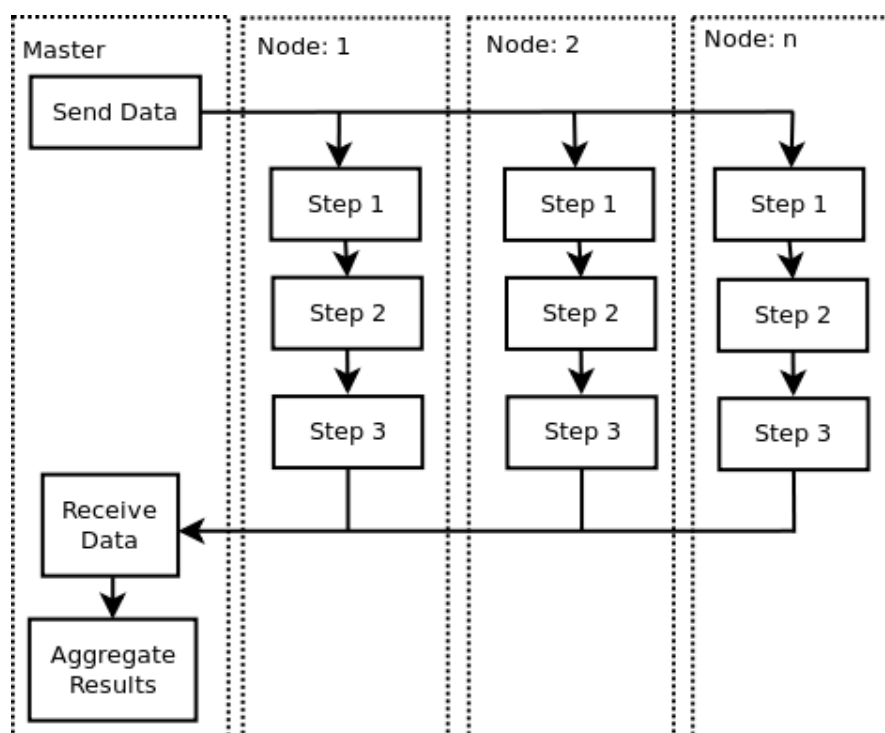 Master
Node: 1
Node: 2
Node: n
Send Data
Step 1
Step 1
Step 1
Step 2
Step 2
Step 2
Step 3
Step 3
Step 3
Receive
Data
Aggregate
Results